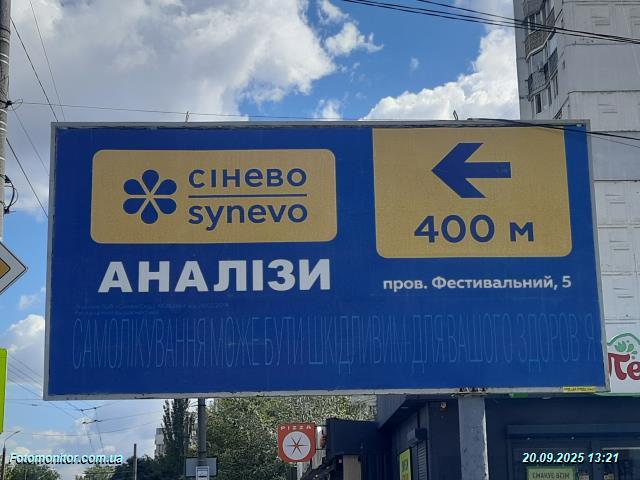 сінево
synevo
400 м
АНАЛІЗИ
пров. Фестивальний, 5
САМОЛІКУВАННЯ МОЖЕ БУТИ ШКІДЛИВИМ ДЛЯ ВАШОГО ЗДОРОВ'Я
PIZZA
Fotomonitor.com.ua
20.09.2025 13:21